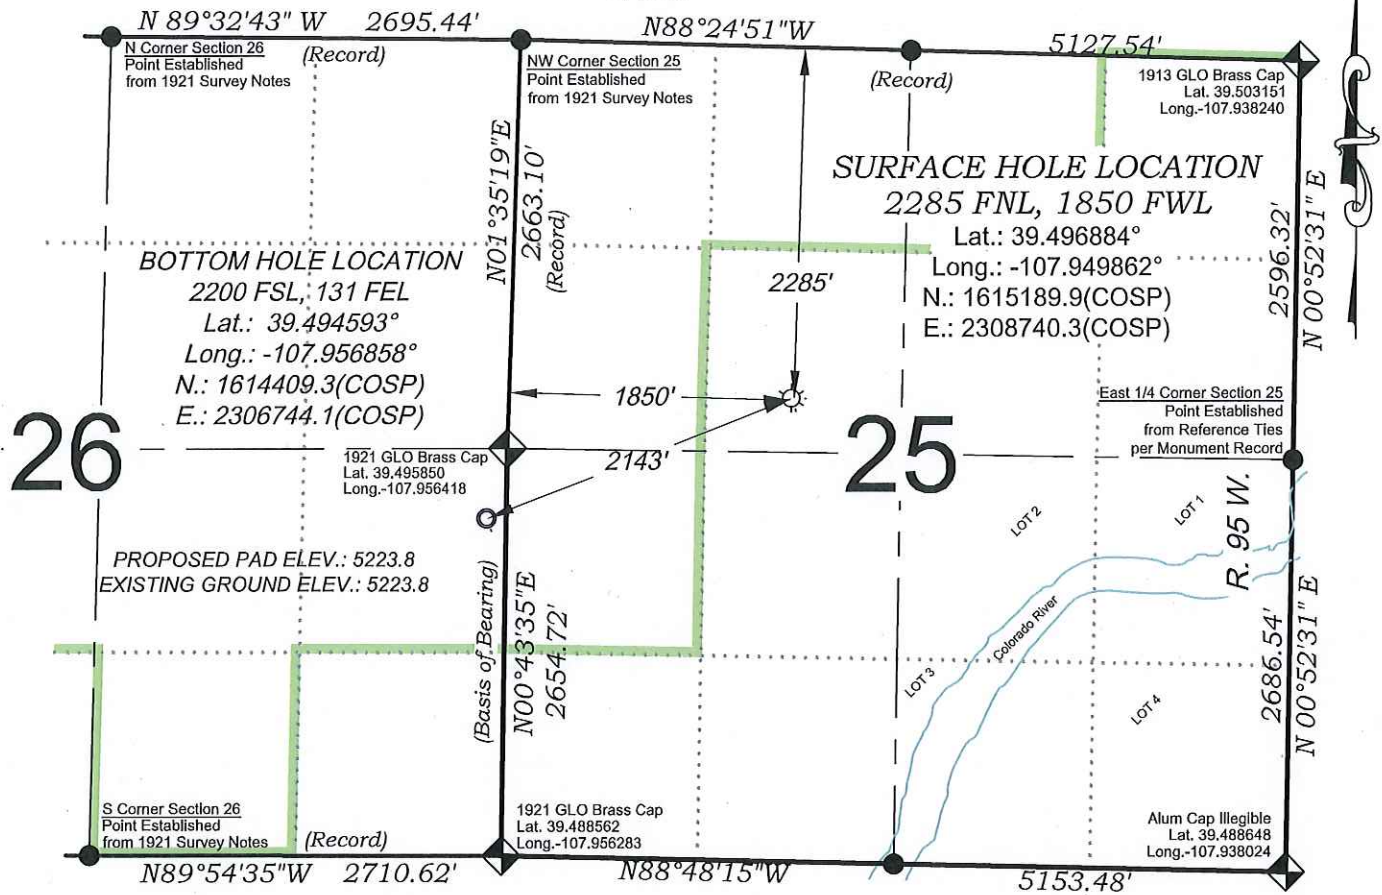 N 89°32'43" W 2695.44'
N88°24'51"W
5127.54'
N Corner Section 26
Point Established
from 1921 Survey Notes
(Record)
NW Corner Section 25
Point Established
from 1921 Survey Notes
(Record)
1913 GLO Brass Cap
Lat. 39.503151
Long.-107.938240
N01°35'19"E
2663.10'
(Record)
SURFACE HOLE LOCATION
2285 FNL, 1850 FWL
Lat.: 39.496884°
Long.: -107.949862°
N.: 1615189.9(COSP)
E.: 2308740.3(COSP)
2596.32'
N 00°52'31" E
BOTTOM HOLE LOCATION
2200 FSL, 131 FEL
Lat.: 39.494593°
Long.: -107.956858°
N.: 1614409.3(COSP)
E.: 2306744.1(COSP)
2285'
1850'
2143'
East 1/4 Corner Section 25
Point Established
from Reference Ties
per Monument Record
26
25
1921 GLO Brass Cap
Lat. 39.495850
Long.-107.956418
PROPOSED PAD ELEV.: 5223.8
EXISTING GROUND ELEV.: 5223.8
LOT 2
LOT 1
R. 95 W.
(Basis of Bearing)
N00°43'35"E
2654.72'
Colorado River
LOT 3
LOT 4
2686.54'
N 00°52'31" E
S Corner Section 26
Point Established
from 1921 Survey Notes
(Record)
1921 GLO Brass Cap
Lat. 39.488562
Long.-107.956283
Alum Cap Illegible
Lat. 39.488648
Long.-107.938024
N89°54'35"W 2710.62'
N88°48'15"W
5153.48'